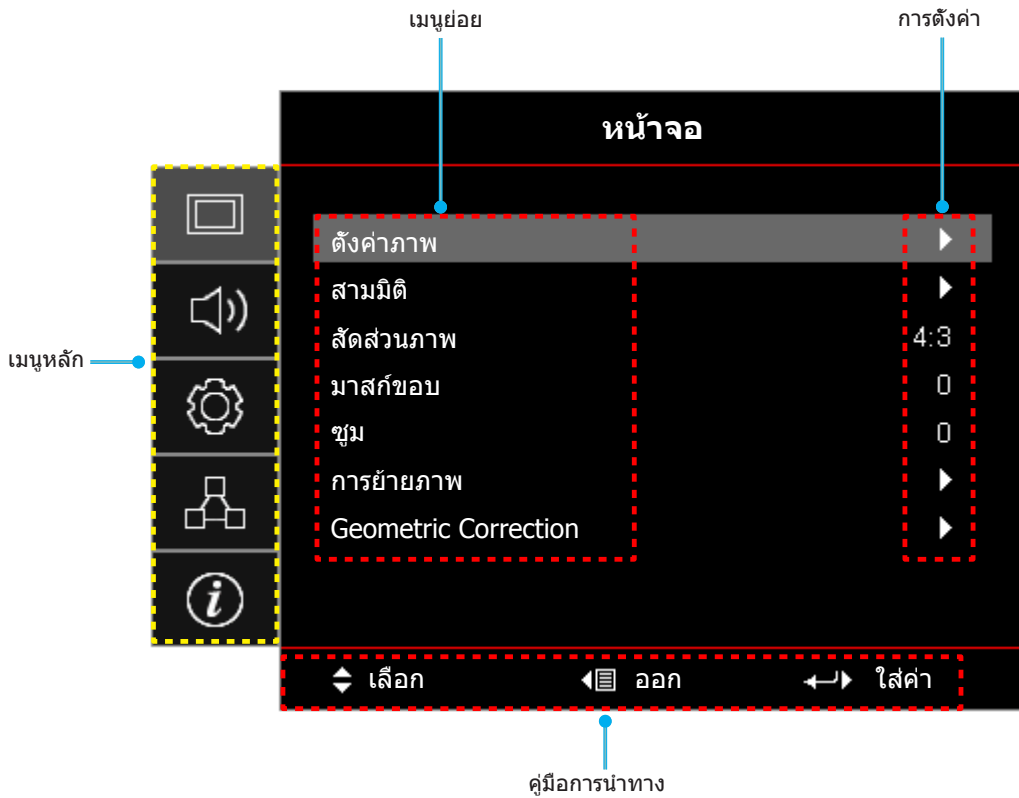 เมนูย่อย
การตั้งค่า
หน้าจอ
ตั้งค่าภาพ
สามมิติ
สัดส่วนภาพ 4:3
มาสก์ขอบ 0
ซูม 0
การย้ายภาพ
Geometric Correction
เมนูหลัก
เลือก ออก ใส่ค่า
คู่มือการนำทาง